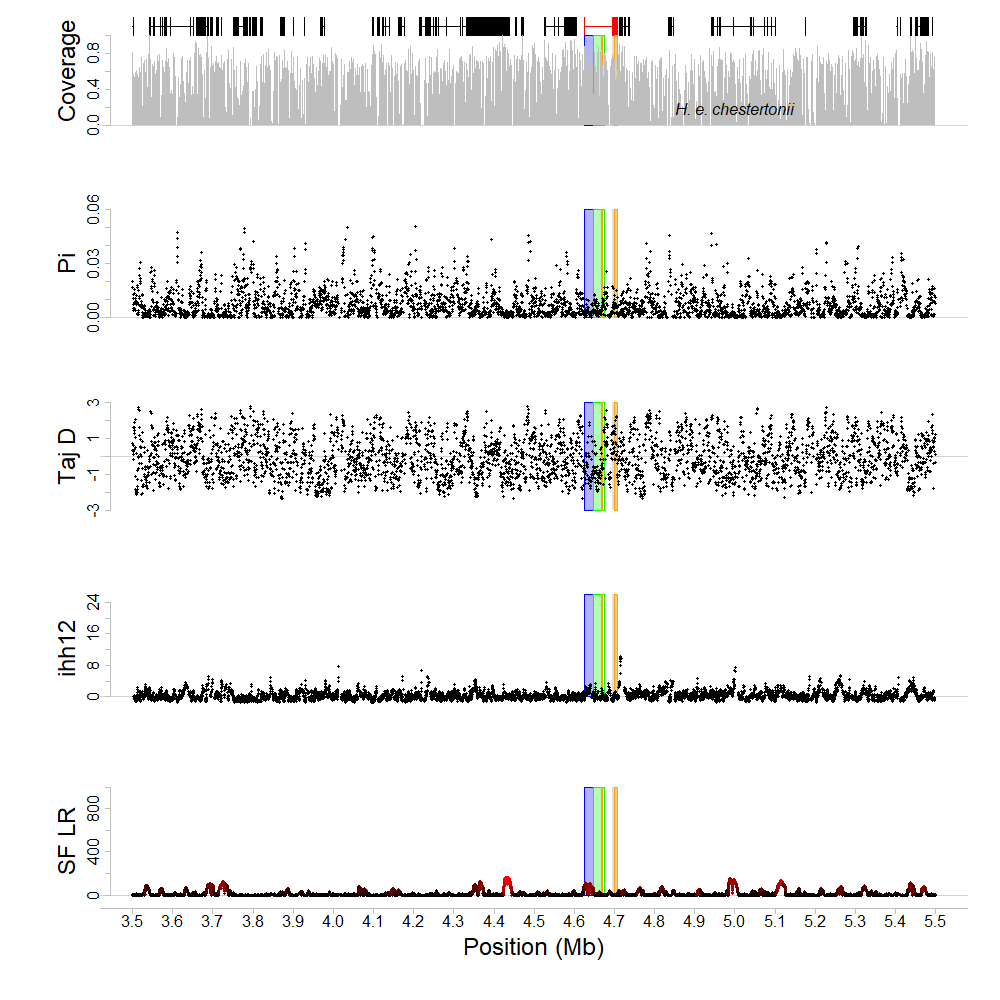 Coverage
0.0 0.4 0.8
H. e. chestertonii
Pi
0.00 0.03 0.06
Taj D
-3 -1 1 3
ihh12
0 8 16 24
SF LR
0 400 800
3.5 3.6 3.7 3.8 3.9 4.0 4.1 4.2 4.3 4.4 4.5 4.6 4.7 4.8 4.9 5.0 5.1 5.2 5.3 5.4 5.5
Position (Mb)